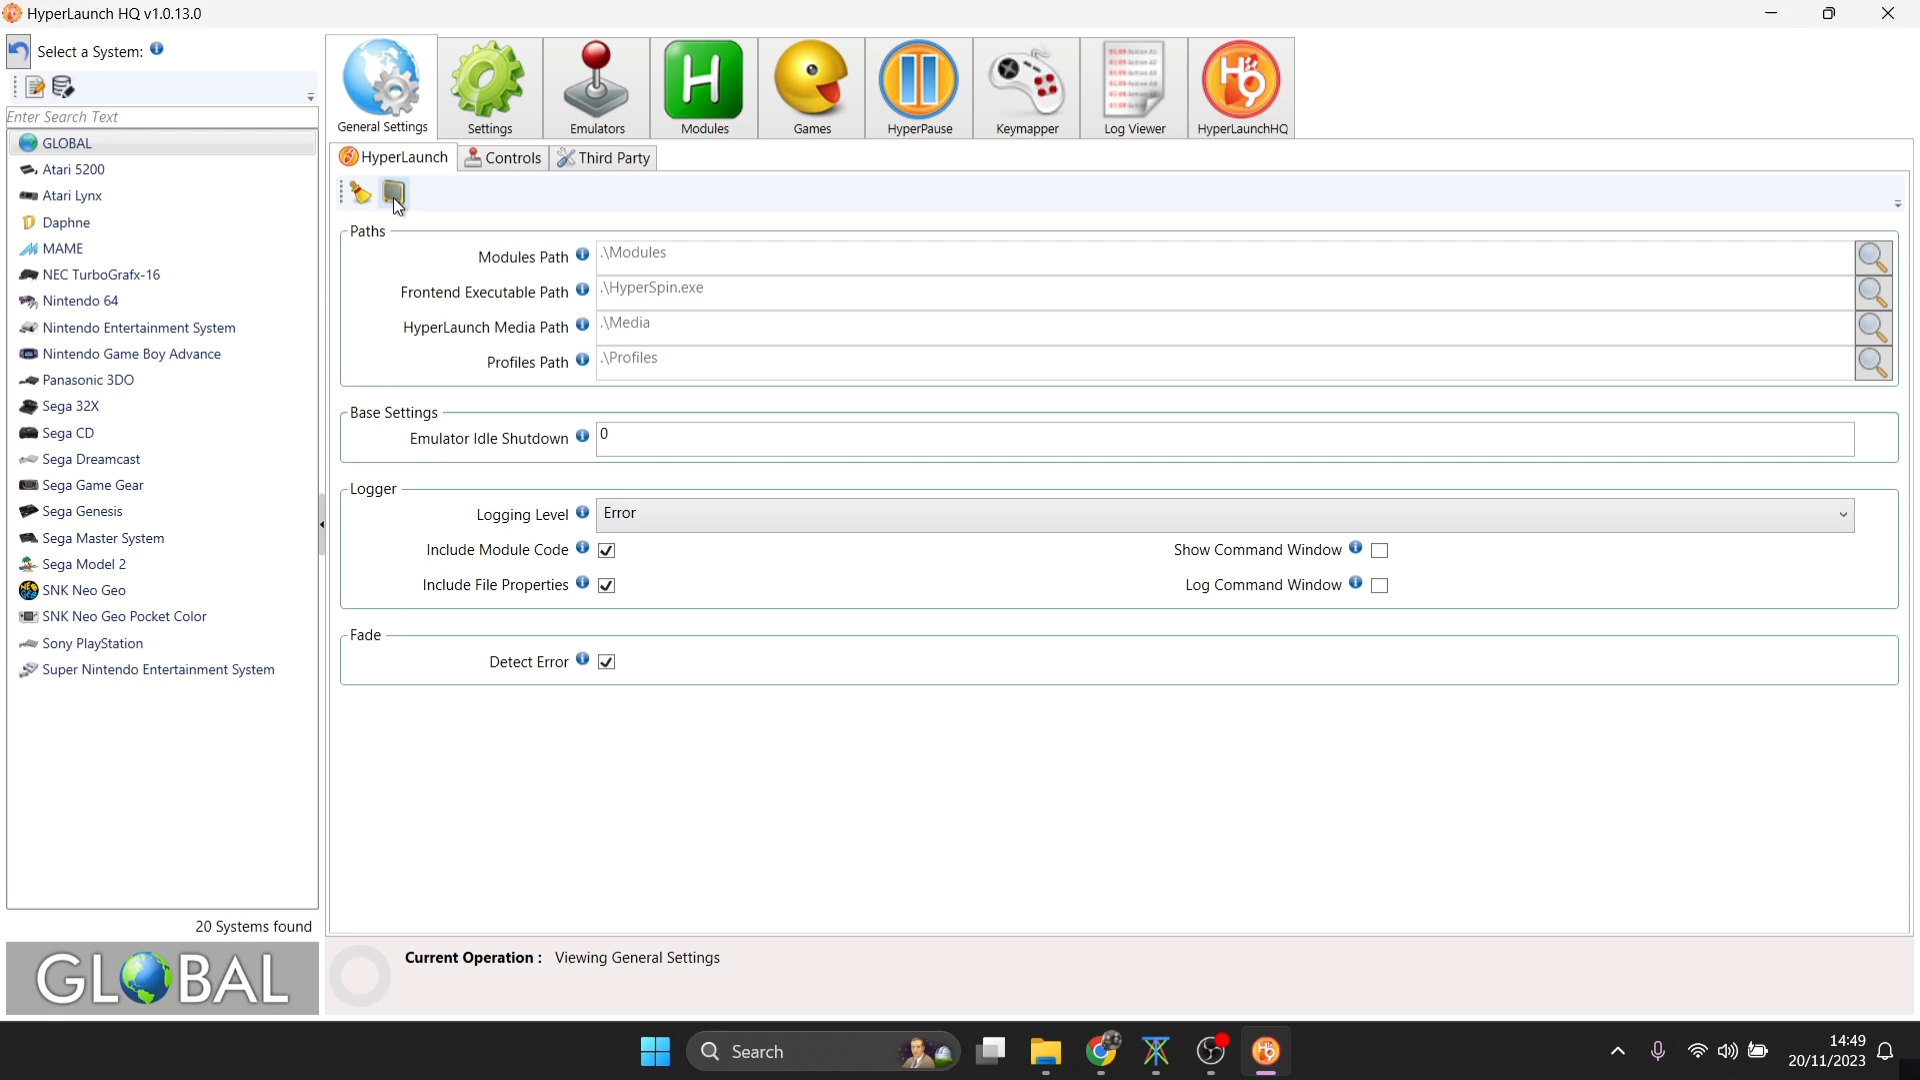 HyperLaunch HQ v1.0.13.0
Select a System:
Enter Search Text
GLOBAL
Atari 5200
Atari Lynx
Daphne
MAME
NEC TurboGrafx-16
Nintendo 64
Nintendo Entertainment System
Nintendo Game Boy Advance
Panasonic 3DO
Sega 32X
Sega CD
Sega Dreamcast
Sega Game Gear
Sega Genesis
Sega Master System
Sega Model 2
SNK Neo Geo
SNK Neo Geo Pocket Color
Sony PlayStation
Super Nintendo Entertainment System
20 Systems found
GLOBAL
General Settings
Settings
Emulators
Modules
Games
HyperPause
Keymapper
Log Viewer
HyperLaunchHQ
HyperLaunch
Controls
Third Party
Paths
Modules Path .\Modules
Frontend Executable Path .\HyperSpin.exe
HyperLaunch Media Path .\Media
Profiles Path .\Profiles
Base Settings
Emulator Idle Shutdown 0
Logger
Logging Level Error
Include Module Code Show Command Window
Include File Properties Log Command Window
Fade
Detect Error
Current Operation : Viewing General Settings
Search
14:49
20/11/2023